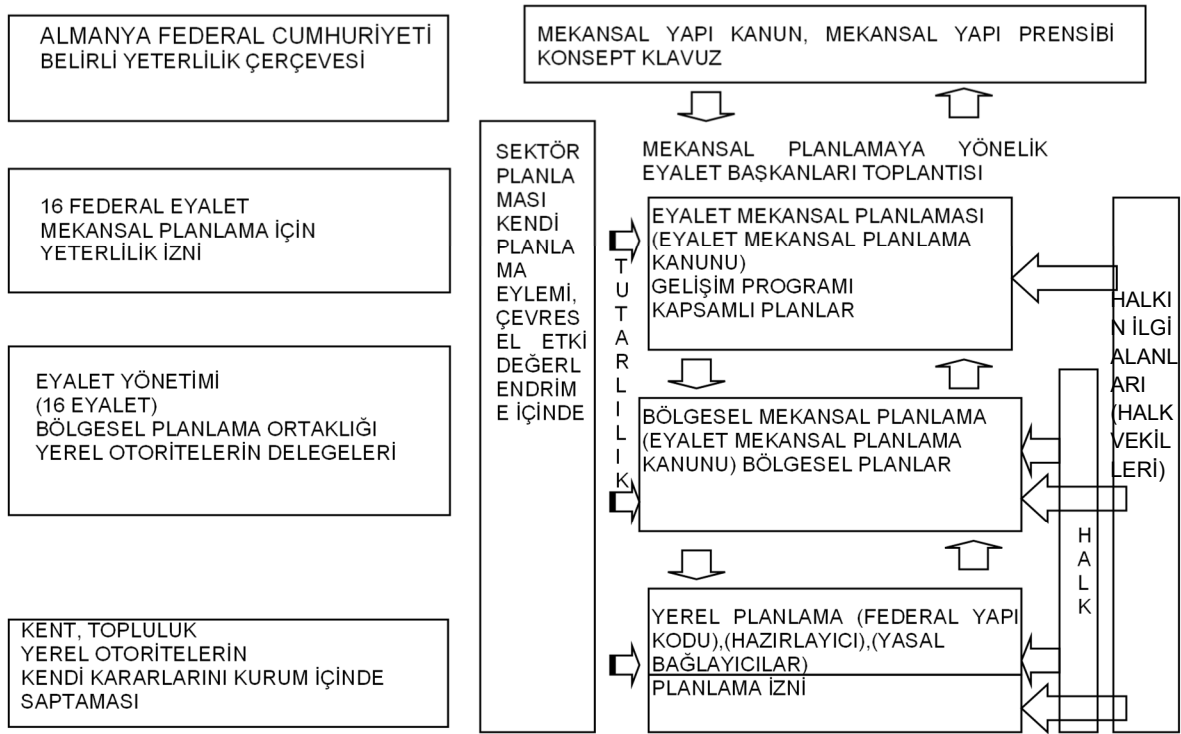 ALMANYA FEDERAL CUMHURİYETİ
BELİRLİ YETERLİLİK ÇERÇEVESİ
16 FEDERAL EYALET
MEKANSAL PLANLAMA İÇİN
YETERLİLİK İZNİ
EYALET YÖNETİMİ
(16 EYALET)
BÖLGESEL PLANLAMA ORTAKLIĞI
YEREL OTORİTELERİN DELEGELERİ
KENT, TOPLULUK
YEREL OTORİTELERİN
KENDİ KARARLARINI KURUM İÇİNDE
SAPTAMASI
SEKTÖR
PLANLA
MASI
KENDİ
PLANLA
MA
EYLEMİ,
ÇEVRES
EL ETKİ
DEĞERL
ENDRİM
E İÇİNDE
T
U
T
A
R
L
I
L
I
K
MEKANSAL YAPI KANUN, MEKANSAL YAPI PRENSİBİ
KONSEPT KLAVUZ
MEKANSAL PLANLAMAYA YÖNELİK
EYALET BAŞKANLARI TOPLANTISI
EYALET MEKANSAL PLANLAMASI
(EYALET MEKANSAL PLANLAMA
KANUNU)
GELİŞİM PROGRAMI
KAPSAMLI PLANLAR
BÖLGESEL MEKANSAL PLANLAMA
(EYALET MEKANSAL PLANLAMA
KANUNU) BÖLGESEL PLANLAR
YEREL PLANLAMA (FEDERAL YAPI
KODU),(HAZIRLAYICI),(YASAL
BAĞLAYICILAR)
PLANLAMA İZNİ
H
A
L
K
HALKI
N İLGİ
ALANL
ARI
(HALK
VEKİL
LERİ)